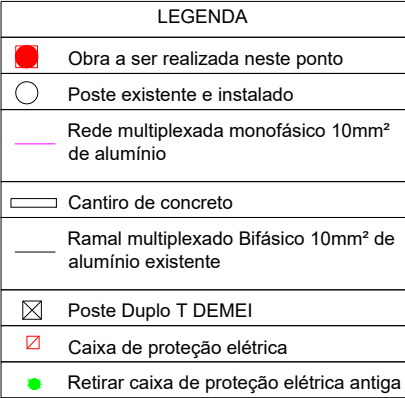 LEGENDA
Obra a ser realizada neste ponto
Poste existente e instalado
Rede multiplexada monofásico 10mm²
de alumínio
Cantiro de concreto
Ramal multiplexado Bifásico 10mm² de
alumínio existente
Poste Duplo T DEMEI
Caixa de proteção elétrica
Retirar caixa de proteção elétrica antiga